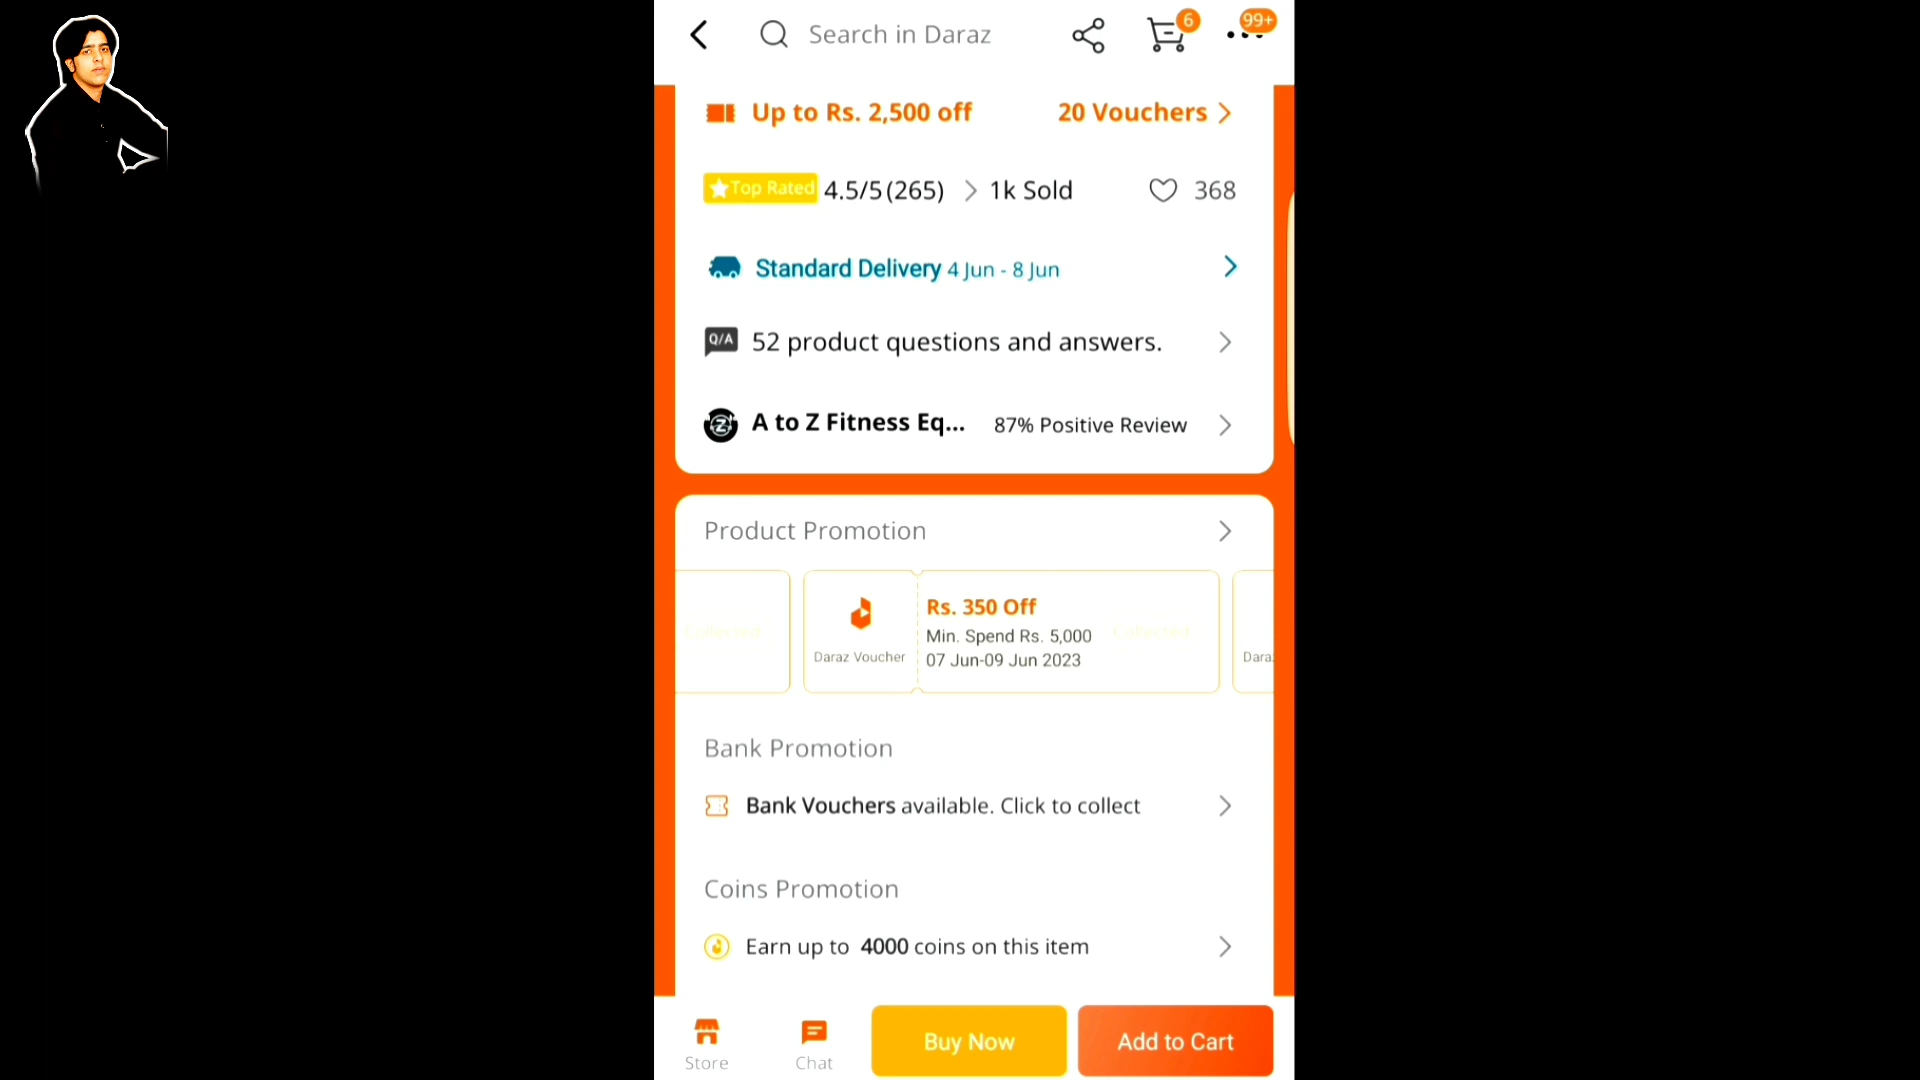 Search in Daraz
6
99+
Up to Rs. 2,500 off
20 Vouchers
Top Rated 4.5/5 (265)
1k Sold
368
Standard Delivery 4 Jun - 8 Jun
Q/A 52 product questions and answers.
A to Z Fitness Eq...
87% Positive Review
Product Promotion
Collected
Daraz Voucher
Rs. 350 Off
Min. Spend Rs. 5,000
07 Jun-09 Jun 2023
Collected
Dara
Bank Promotion
Bank Vouchers available. Click to collect
Coins Promotion
Earn up to 4000 coins on this item
Store
Chat
Buy Now
Add to Cart